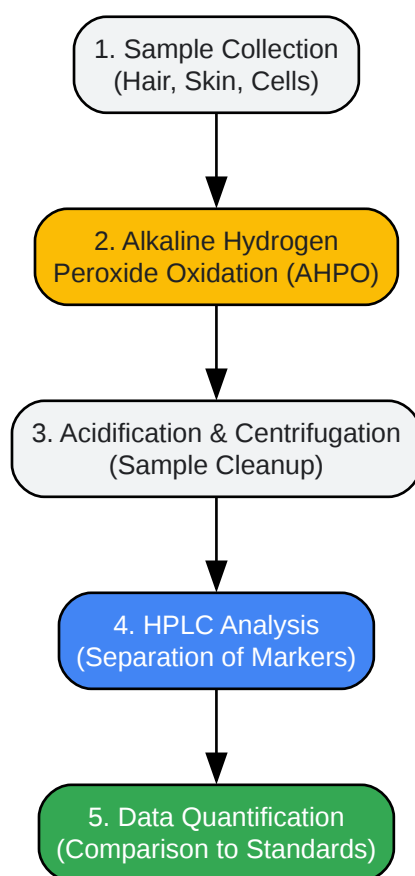 1. Sample Collection
(Hair, Skin, Cells)
2. Alkaline Hydrogen
Peroxide Oxidation (AHPO)
3. Acidification & Centrifugation
(Sample Cleanup)
4. HPLC Analysis
(Separation of Markers)
5. Data Quantification
(Comparison to Standards)